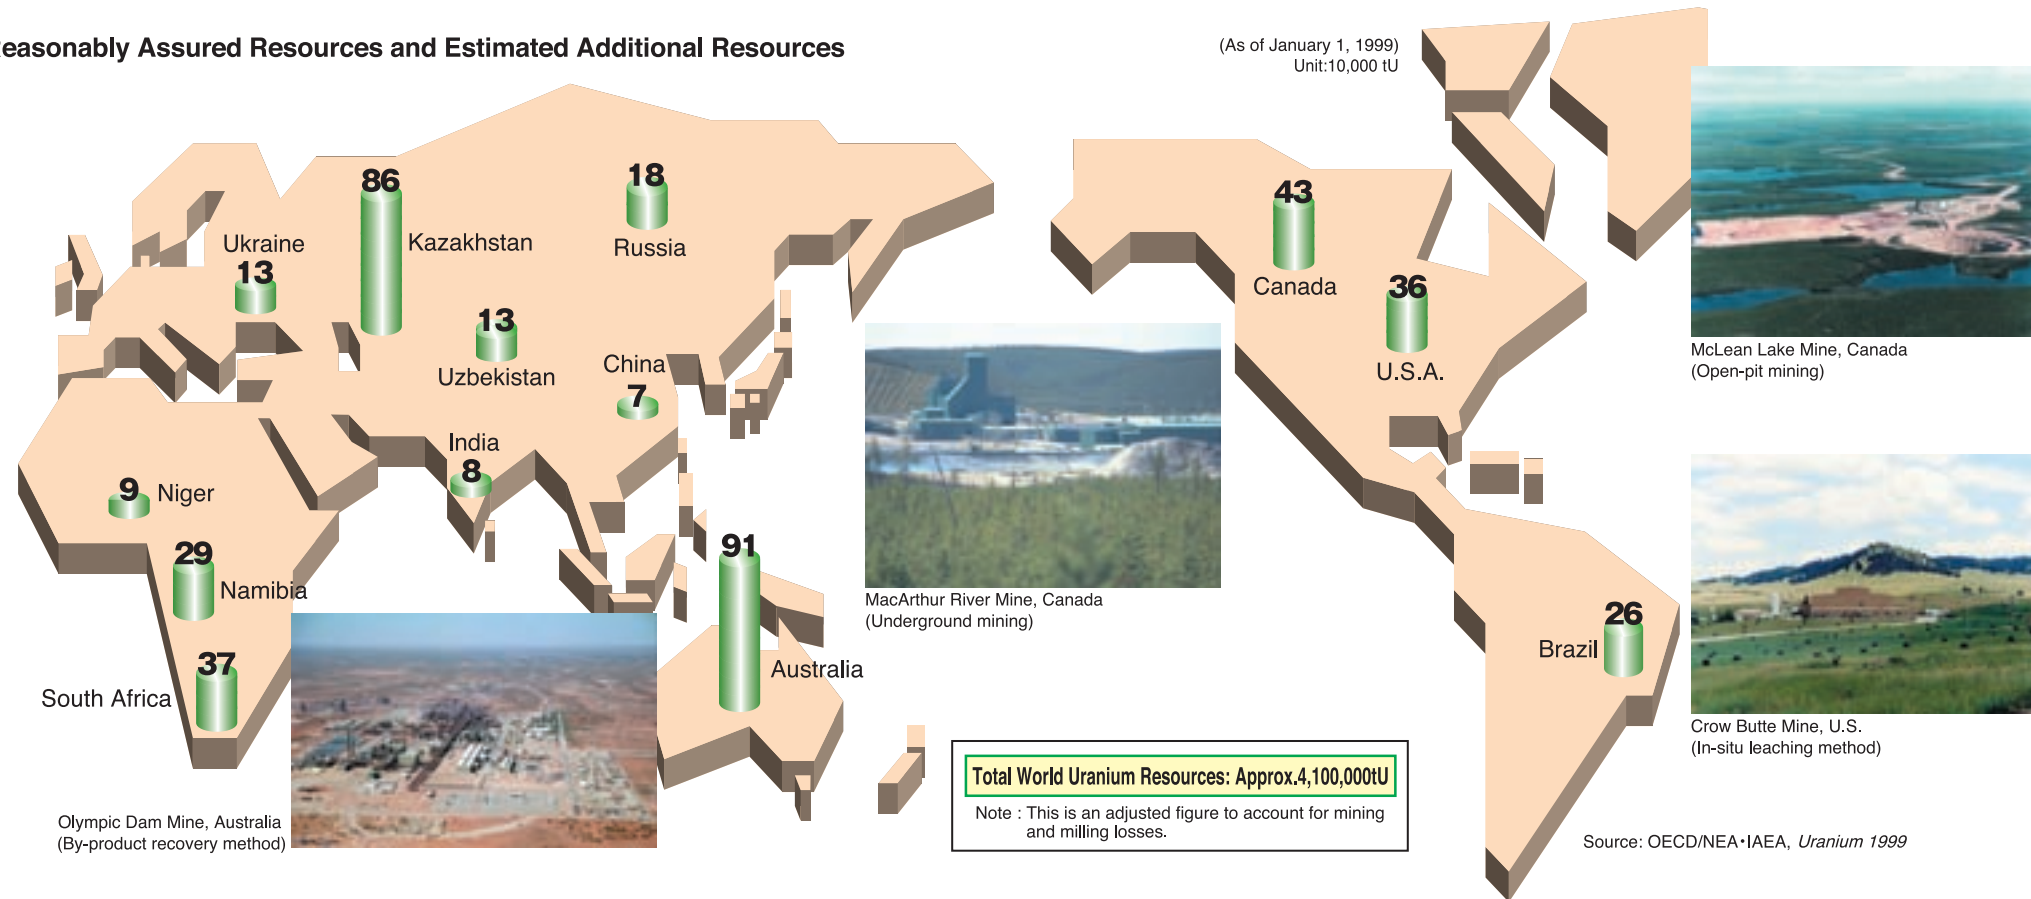 Reasonably Assured Resources and Estimated Additional Resources
(As of January 1, 1999)
Unit:10,000 tU
86
Kazakhstan
18
Russia
Ukraine
13
13
Uzbekistan
China
7
India
8
9
Niger
29
Namibia
37
South Africa
91
Australia
43
Canada
36
U.S.A.
26
Brazil
McLean Lake Mine, Canada
(Open-pit mining)
MacArthur River Mine, Canada
(Underground mining)
Crow Butte Mine, U.S.
(In-situ leaching method)
Olympic Dam Mine, Australia
(By-product recovery method)
Total World Uranium Resources: Approx.4,100,000tU
Note : This is an adjusted figure to account for mining
and milling losses.
Source: OECD/NEA•IAEA, Uranium 1999